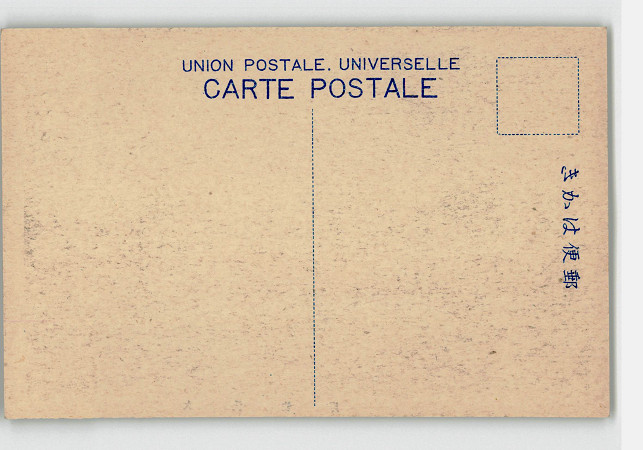 UNION POSTALE. UNIVERSELLE
CARTE POSTALE
きかは便郵